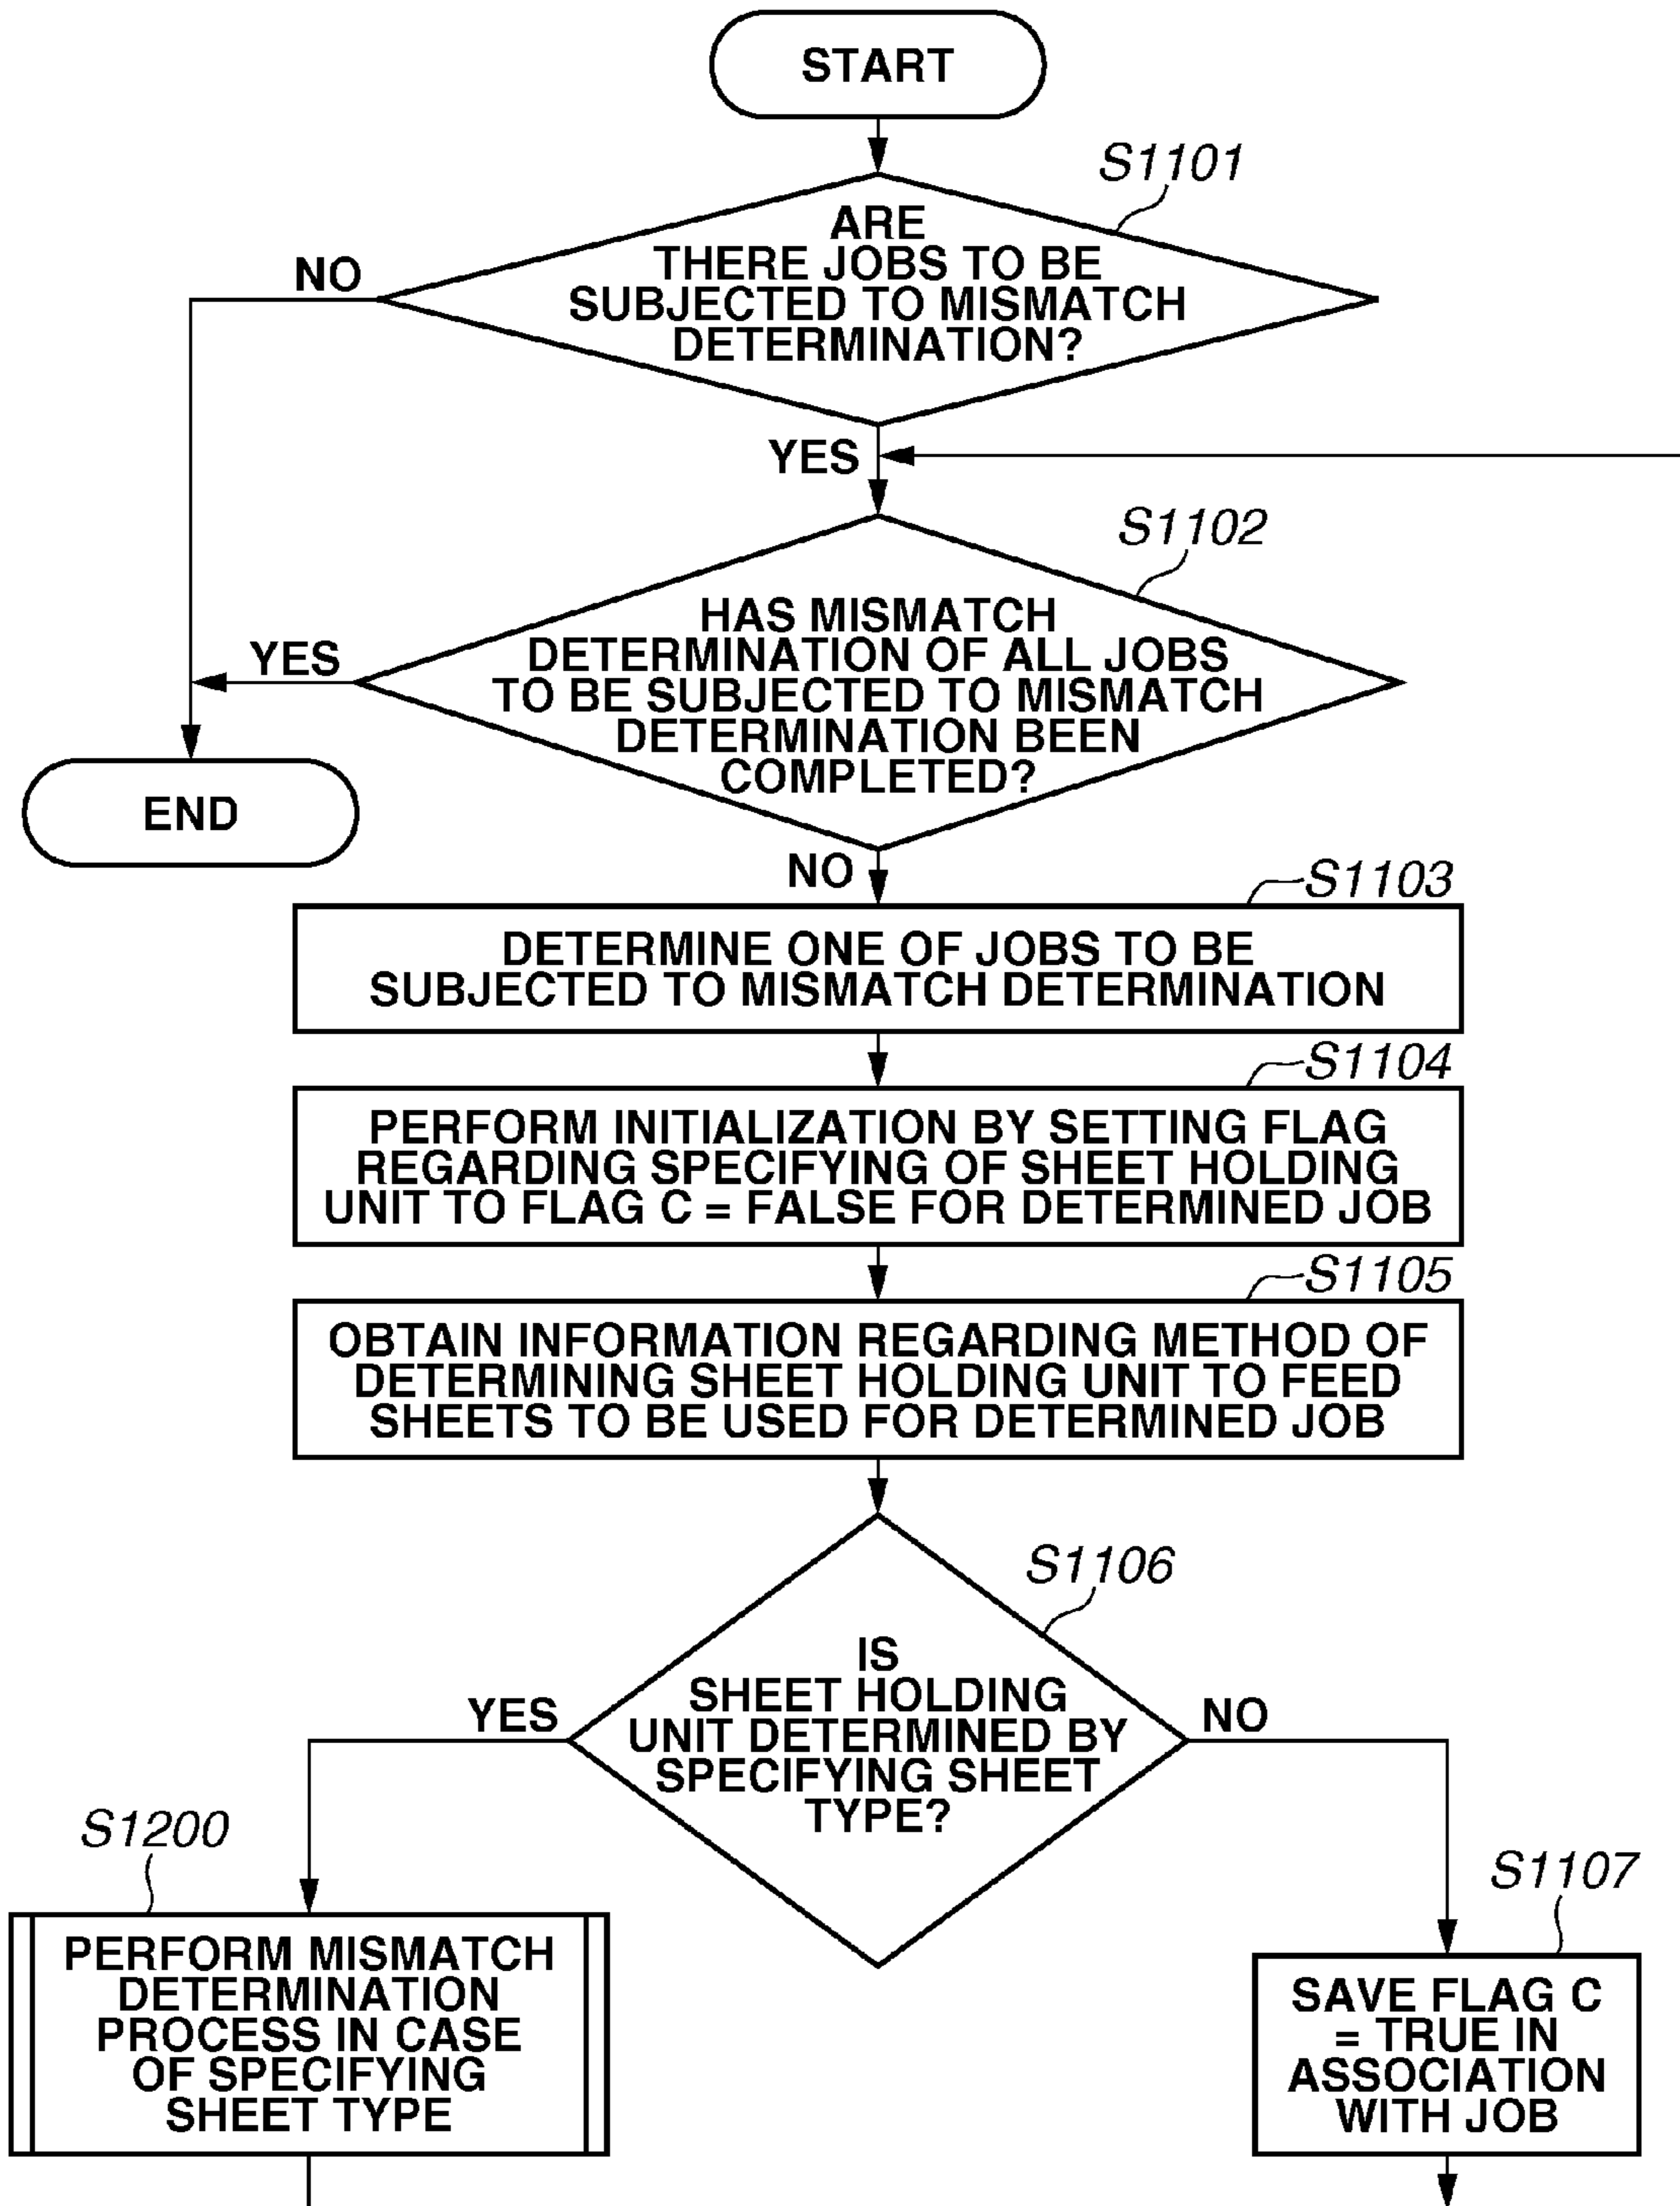 START
S1101
ARE
THERE JOBS TO BE
SUBJECTED TO MISMATCH
DETERMINATION?
NO
YES
S1102
HAS MISMATCH
DETERMINATION OF ALL JOBS
TO BE SUBJECTED TO MISMATCH
DETERMINATION BEEN
COMPLETED?
YES
END
NO
S1103
DETERMINE ONE OF JOBS TO BE
SUBJECTED TO MISMATCH DETERMINATION
S1104
PERFORM INITIALIZATION BY SETTING FLAG
REGARDING SPECIFYING OF SHEET HOLDING
UNIT TO FLAG C = FALSE FOR DETERMINED JOB
S1105
OBTAIN INFORMATION REGARDING METHOD OF
DETERMINING SHEET HOLDING UNIT TO FEED
SHEETS TO BE USED FOR DETERMINED JOB
S1106
IS
SHEET HOLDING
UNIT DETERMINED BY
SPECIFYING SHEET
TYPE?
YES
NO
S1200
PERFORM MISMATCH
DETERMINATION
PROCESS IN CASE
OF SPECIFYING
SHEET TYPE
S1107
SAVE FLAG C
= TRUE IN
ASSOCIATION
WITH JOB